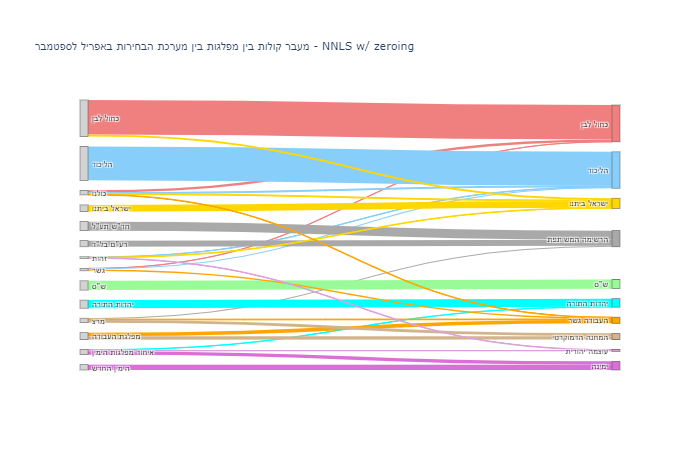 מעבר קולות בין מפלגות בין מערכת הבחירות באפריל לספטמבר - NNLS w/ zeroing
כחול לבן
הליכוד
כולנו
ישראל ביתנו
חד"ש תע"ל
רע"ם בל"ד
זהות
גשר
ש"ס
יהדות התורה
מרצ
מפלגת העבודה
איחוד מפלגות הימין
הימין החדש
כחול לבן
הליכוד
ישראל ביתנו
הרשימה המשותפת
ש"ס
יהדות התורה
העבודה גשר
המחנה הדמוקרטי
עוצמה יהודית
ימינה